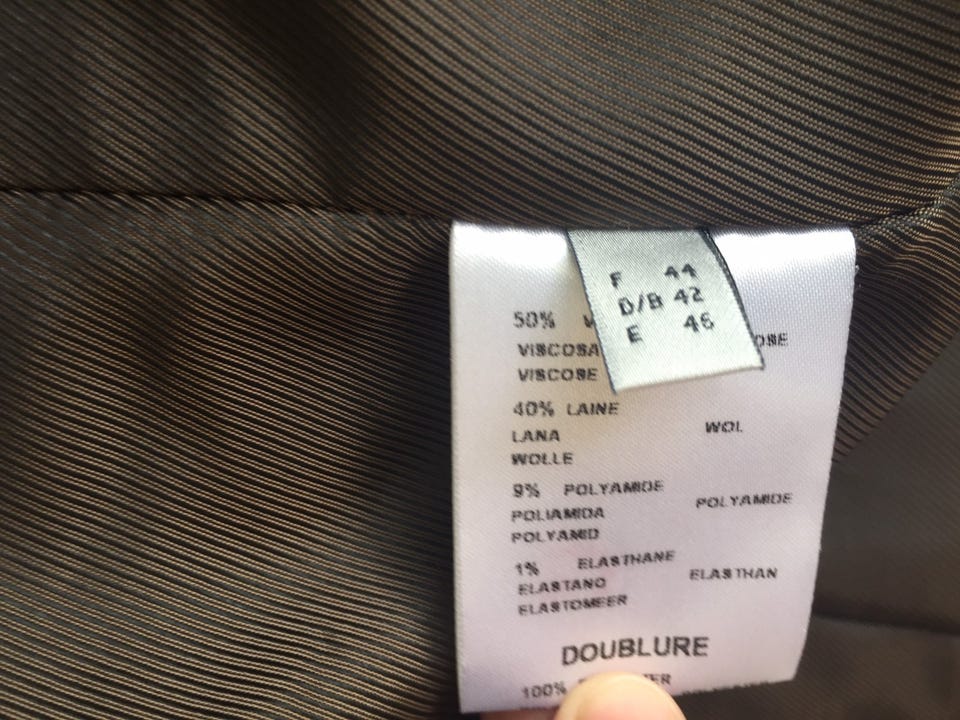 F 44
D/B 42
E 46
50%
VISCOSA
VISCOSE
40% LAINE
LANA WOL
WOLLE
9% POLYAMIDE
POLIAMIDA POLYAMIDE
POLYAMID
1% ELASTHANE
ELASTANO ELASTHAN
ELASTOMEER
DOUBLURE
100%